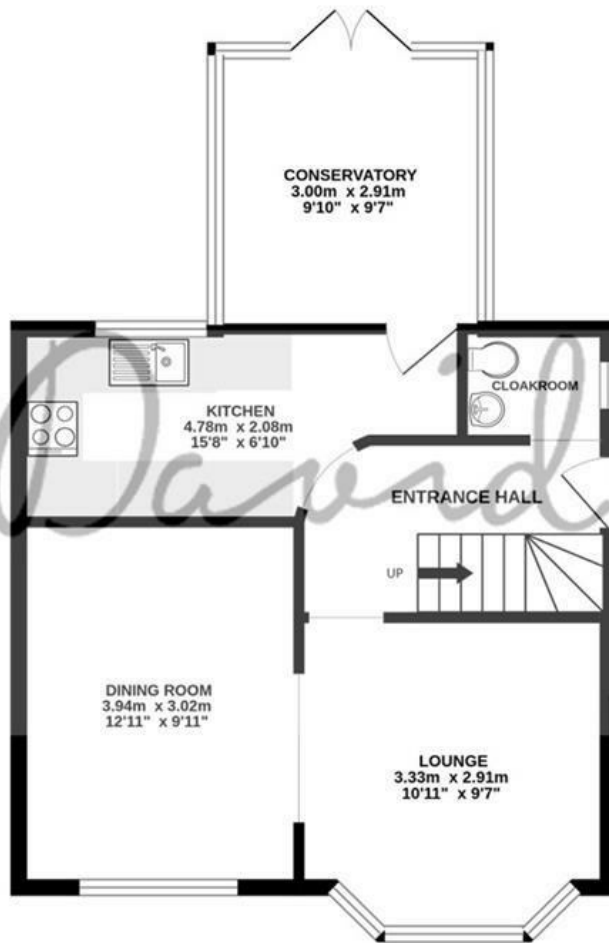 CONSERVATORY
3.00m x 2.91m
9'10" x 9'7"
CLOAKROOM
KITCHEN
4.78m x 2.08m
15'8" x 6'10"
David
ENTRANCE HALL
UP
DINING ROOM
3.94m x 3.02m
12'11" x 9'11"
LOUNGE
3.33m x 2.91m
10'11" x 9'7"